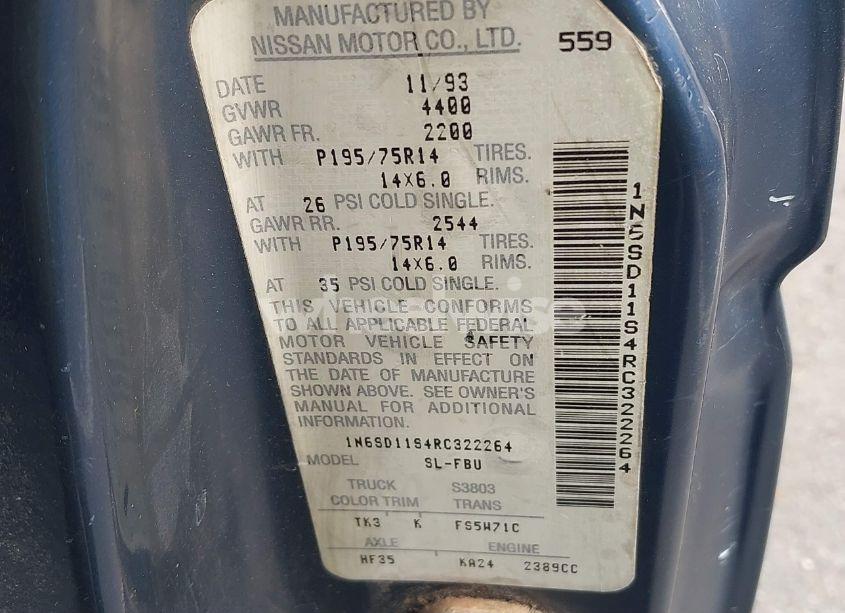 MANUFACTURED BY
NISSAN MOTOR CO., LTD. 559
DATE 11/93
GVWR 4400
GAWR FR. 2200
WITH P195/75R14 TIRES.
14X6.0 RIMS.
AT 26 PSI COLD SINGLE.
GAWR RR. 2544
WITH P195/75R14 TIRES.
14X6.0 RIMS.
AT 35 PSI COLD SINGLE.
THIS VEHICLE CONFORMS
TO ALL APPLICABLE FEDERAL
MOTOR VEHICLE SAFETY
STANDARDS IN EFFECT ON
THE DATE OF MANUFACTURE
SHOWN ABOVE. SEE OWNER'S
MANUAL FOR ADDITIONAL
INFORMATION.
1N6SD11S4RC322264
MODEL SL-FBU
TRUCK S3803
COLOR TRIM TRANS
TK3 K FS5W71C
AXLE ENGINE
HF35 KA24 2389CC
1N6SD11S4RC322264